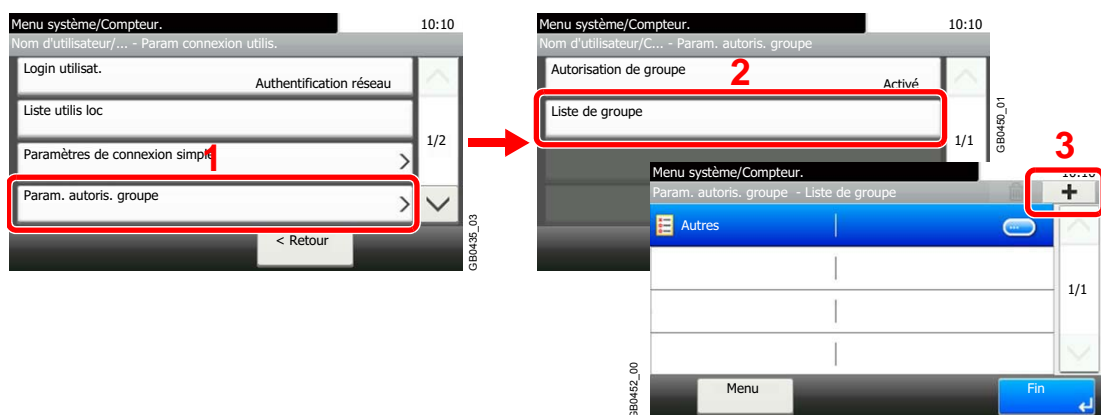 Menu système/Compteur. 10:10
Nom d'utilisateur/... - Param connexion utilis.
Login utilisat.
Authentification réseau
Liste utilis loc
1/2
Paramètres de connexion simple
1
Param. autoris. groupe
< Retour
GB0435_03
Menu système/Compteur. 10:10
Nom d'utilisateur/C... - Param. autoris. groupe
Autorisation de groupe
2
Activé
Liste de groupe
1/1
GB0450_01
3
Menu système/Compteur. 10:10
Param. autoris. groupe - Liste de groupe
+
Autres
1/1
Menu
Fin
GB0452_00